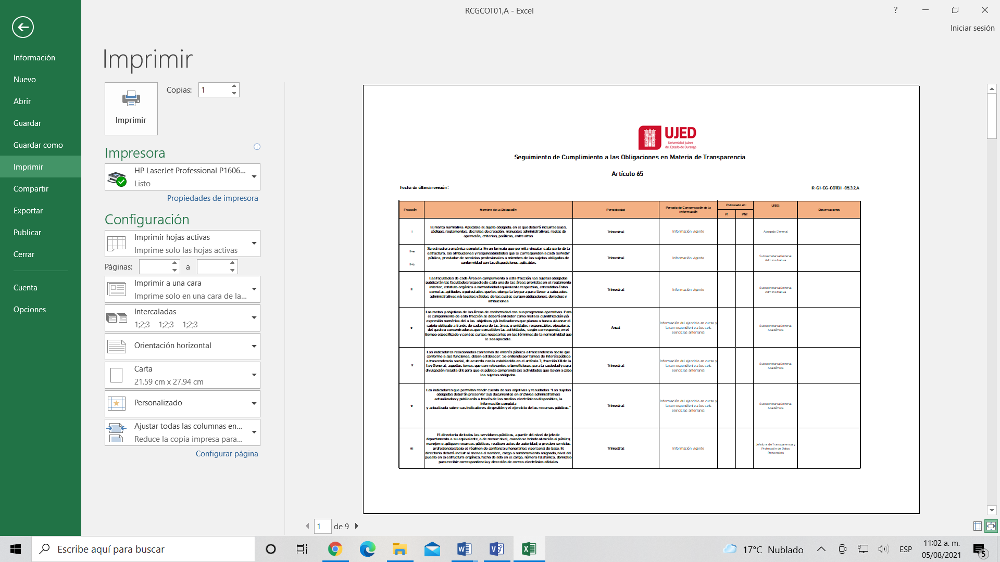 RCGCOT01,A - Excel
?
Iniciar sesión
Información
Nuevo
Abrir
Guardar
Guardar como
Imprimir
Compartir
Exportar
Publicar
Cerrar
Cuenta
Opciones
Imprimir
Imprimir
Copias: 1
Impresora
HP LaserJet Professional P1606...
Listo
Propiedades de impresora
Configuración
Imprimir hojas activas
Imprime solo las hojas activas
Páginas: a
Imprimir a una cara
Imprime solo en una cara de la...
Intercaladas
1;2;3 1;2;3 1;2;3
Orientación horizontal
Carta
21.59 cm x 27.94 cm
Personalizado
Ajustar todas las columnas en...
Reduce la copia impresa para...
Configurar página
UJED
Universidad Juárez
del Estado de Durango
Seguimiento de Cumplimiento a las Obligaciones en Materia de Transparencia
Artículo 65
Fecha de última revisión:
R-GI-CG-COTDI -05.3.2,A
Fracción
Nombre de la Obligación
Periodicidad
Periodo de Conservación de la
información
Publicado en:
PNT
URES
Observaciones
I
El marco normativo. Aplicable al sujeto obligado, en el que deberá incluirse leyes,
códigos, reglamentos, decretos de creación, manuales administrativos, reglas de
operación, criterios, políticas, entre otros
Trimestral
Información vigente
Abogado General
II-a
II-b
Su estructura orgánica completa. En un formato que permita vincular cada parte de la
estructura, las atribuciones y responsabilidades que le corresponden a cada servidor
público, prestador de servicios profesionales o miembro de los sujetos obligados de
conformidad con las disposiciones aplicables
Trimestral
Información vigente
Subsecretaria General
Administrativa
III
Las facultades de cada Área en cumplimiento a esta fracción, los sujetos obligados
publicarán las facultades respecto de cada una de las áreas previstas en el reglamento
interior, estatuto orgánico o normatividad equivalente respectiva, entendidas éstas
como las aptitudes o potestades que les otorga la ley para para llevar a cabo actos
administrativos y/o legales válidos, de los cuales surgen obligaciones, derechos y
atribuciones
Trimestral
Información vigente
Subsecretaria General
Administrativa
IV
Las metas y objetivos de las Áreas de conformidad con sus programas operativos. Para
el cumplimiento de esta fracción se deberá entender como meta la cuantificación y/o
expresión numérica del o los objetivos y/o indicadores que planea o busca alcanzar el
sujeto obligado a través de cada una de las áreas o unidades responsables ejecutoras
del gasto o concentradoras que consoliden las actividades, según corresponda, en el
tiempo especificado y con los cursos necesarios en los términos de la normatividad que
le sea aplicable.
Anual
Información del ejercicio en curso y
la correspondiente a los seis
ejercicios anteriores
Subsecretaria General
Académica
V
Los indicadores relacionados con temas de interés público o trascendencia social que
conforme a sus funciones, deban establecer. Se entiende por temas de interés público
o trascendencia social, de acuerdo con lo establecido en el artículo 3, fracción XII de la
Ley General, aquellos temas que son relevantes o beneficiosos para la sociedad y cuya
divulgación resulta útil para que el público comprenda las actividades que llevan a cabo
los sujetos obligados.
Trimestral
Información del ejercicio en curso y
la correspondiente a los seis
ejercicios anteriores
Subsecretaria General
Académica
VI
Los indicadores que permitan rendir cuenta de sus objetivos y resultados. "Los sujetos
obligados deberán preservar sus documentos en archivos administrativos
actualizados y publicarán a través de los medios electrónicos disponibles, la
información completa
y actualizada sobre sus indicadores de gestión y el ejercicio de los recursos públicos."
Trimestral
Información del ejercicio en curso y
la correspondiente a los seis
ejercicios anteriores
Subsecretaria General
Académica
VII
El directorio de todos los servidores públicos, a partir del nivel de jefe de
departamento o su equivalente, o de menor nivel, cuando se brinde atención al público;
manejen o apliquen recursos públicos; realicen actos de autoridad, o presten servicios
profesionales bajo el régimen de confianza u honorarios y personal de base. El
directorio deberá incluir al menos el nombre, cargo o nombramiento asignado, nivel del
puesto en la estructura orgánica, fecha de alta en el cargo, número telefónico, domicilio
para recibir correspondencia y dirección de correo electrónico oficiales
Trimestral
Información vigente
Jefatura de Transparencia y
Protección de Datos
Personales
1 de 9
Escribe aquí para buscar
17°C Nublado
ESP
11:02 a. m.
05/08/2021
5